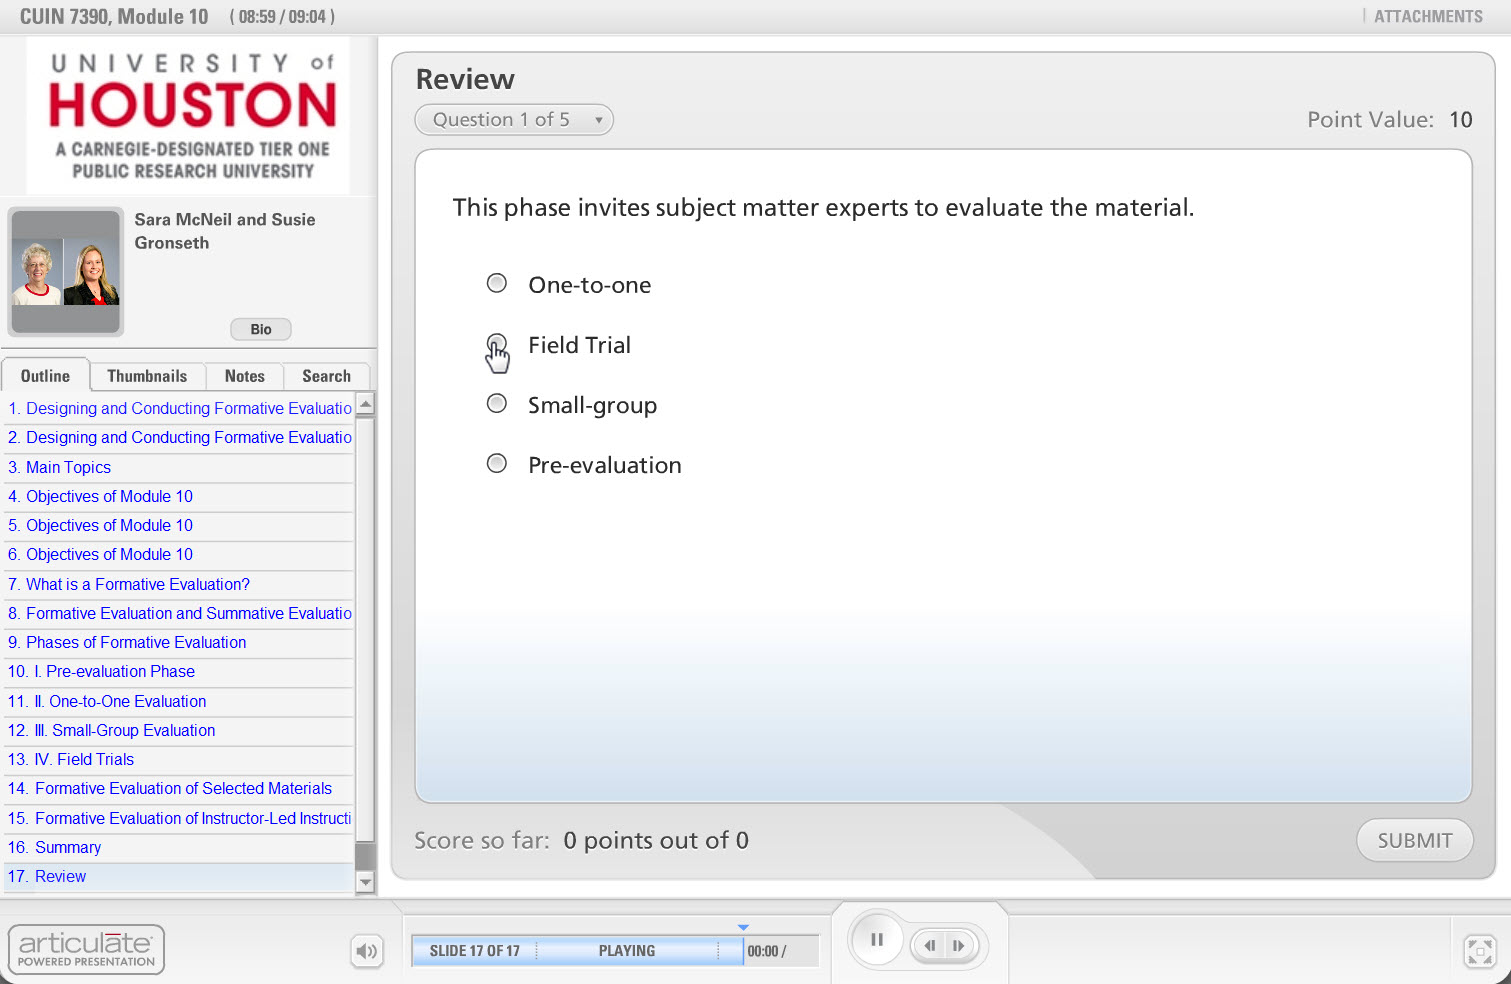 CUIN 7390, Module 10 ( 08:59 / 09:04 )
ATTACHMENTS
UNIVERSITY of
HOUSTON
A CARNEGIE-DESIGNATED TIER ONE
PUBLIC RESEARCH UNIVERSITY
Sara McNeil and Susie
Gronseth
Bio
Outline Thumbnails Notes Search
1. Designing and Conducting Formative Evaluatio
2. Designing and Conducting Formative Evaluatio
3. Main Topics
4. Objectives of Module 10
5. Objectives of Module 10
6. Objectives of Module 10
7. What is a Formative Evaluation?
8. Formative Evaluation and Summative Evaluatio
9. Phases of Formative Evaluation
10. I. Pre-evaluation Phase
11. II. One-to-One Evaluation
12. III. Small-Group Evaluation
13. IV. Field Trials
14. Formative Evaluation of Selected Materials
15. Formative Evaluation of Instructor-Led Instructi
16. Summary
17. Review
Review
Question 1 of 5
Point Value: 10
This phase invites subject matter experts to evaluate the material.
One-to-one
Field Trial
Small-group
Pre-evaluation
Score so far: 0 points out of 0
SUBMIT
articulate
POWERED PRESENTATION
SLIDE 17 OF 17 PLAYING 00:00 /